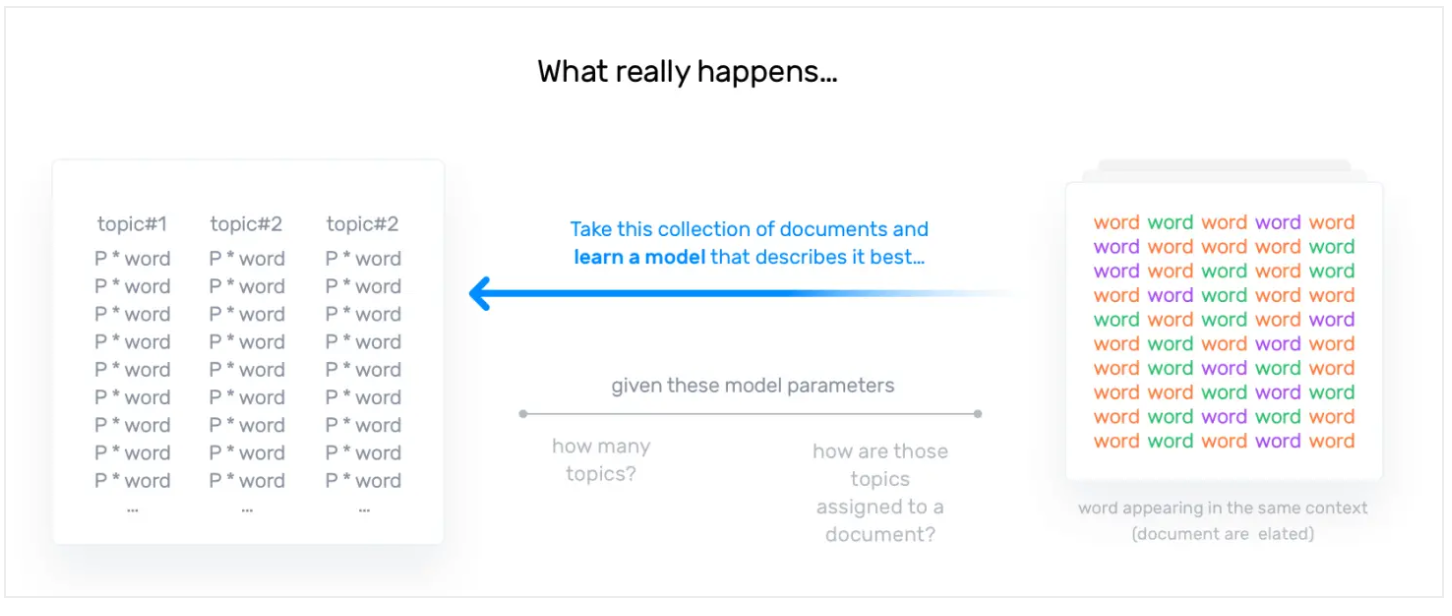 What really happens...
topic#1 topic#2 topic#2
P * word P * word P * word
P * word P * word P * word
P * word P * word P * word
P * word P * word P * word
P * word P * word P * word
P * word P * word P * word
P * word P * word P * word
P * word P * word P * word
P * word P * word P * word
... ... ...
Take this collection of documents and
learn a model that describes it best...
given these model parameters
how many
topics?
how are those
topics
assigned to a
document?
word word word word word
word word word word word
word word word word word
word word word word word
word word word word word
word word word word word
word word word word word
word word word word word
word word word word word
word word word word word
word appearing in the same context
(document are elated)